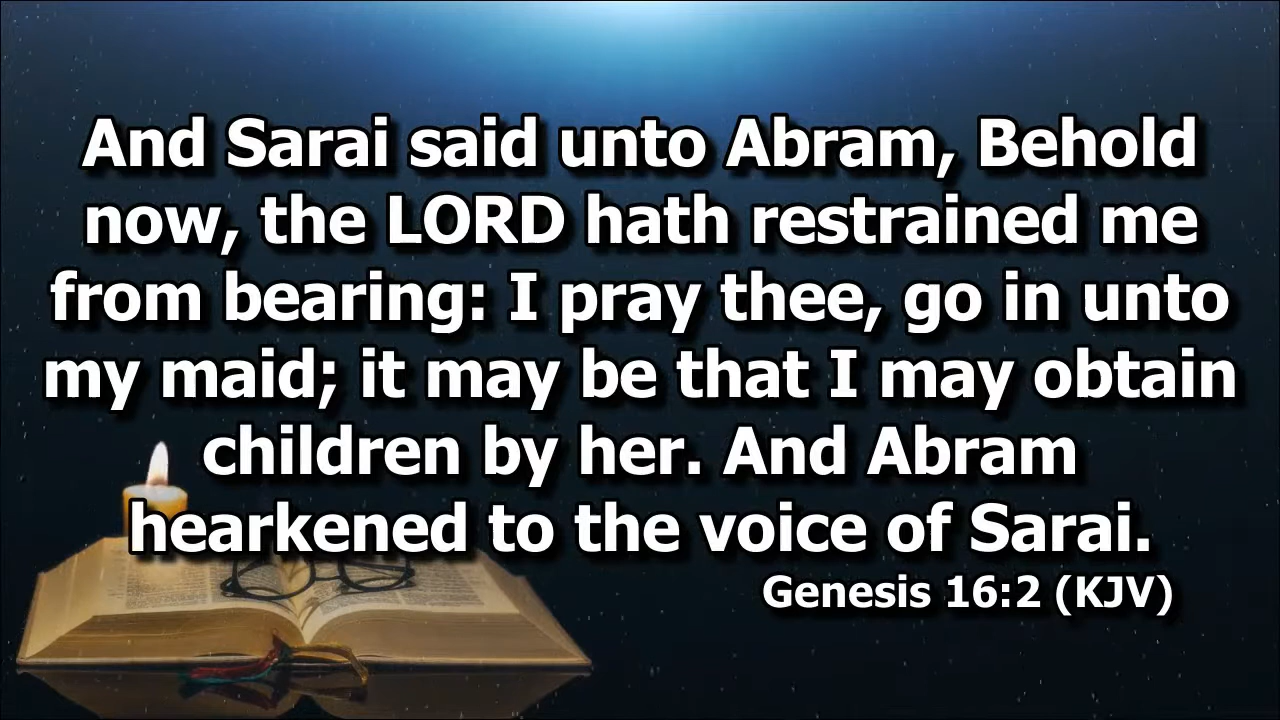 And Sarai said unto Abram, Behold
now, the LORD hath restrained me
from bearing: I pray thee, go in unto
my maid; it may be that I may obtain
children by her. And Abram
hearkened to the voice of Sarai.
Genesis 16:2 (KJV)